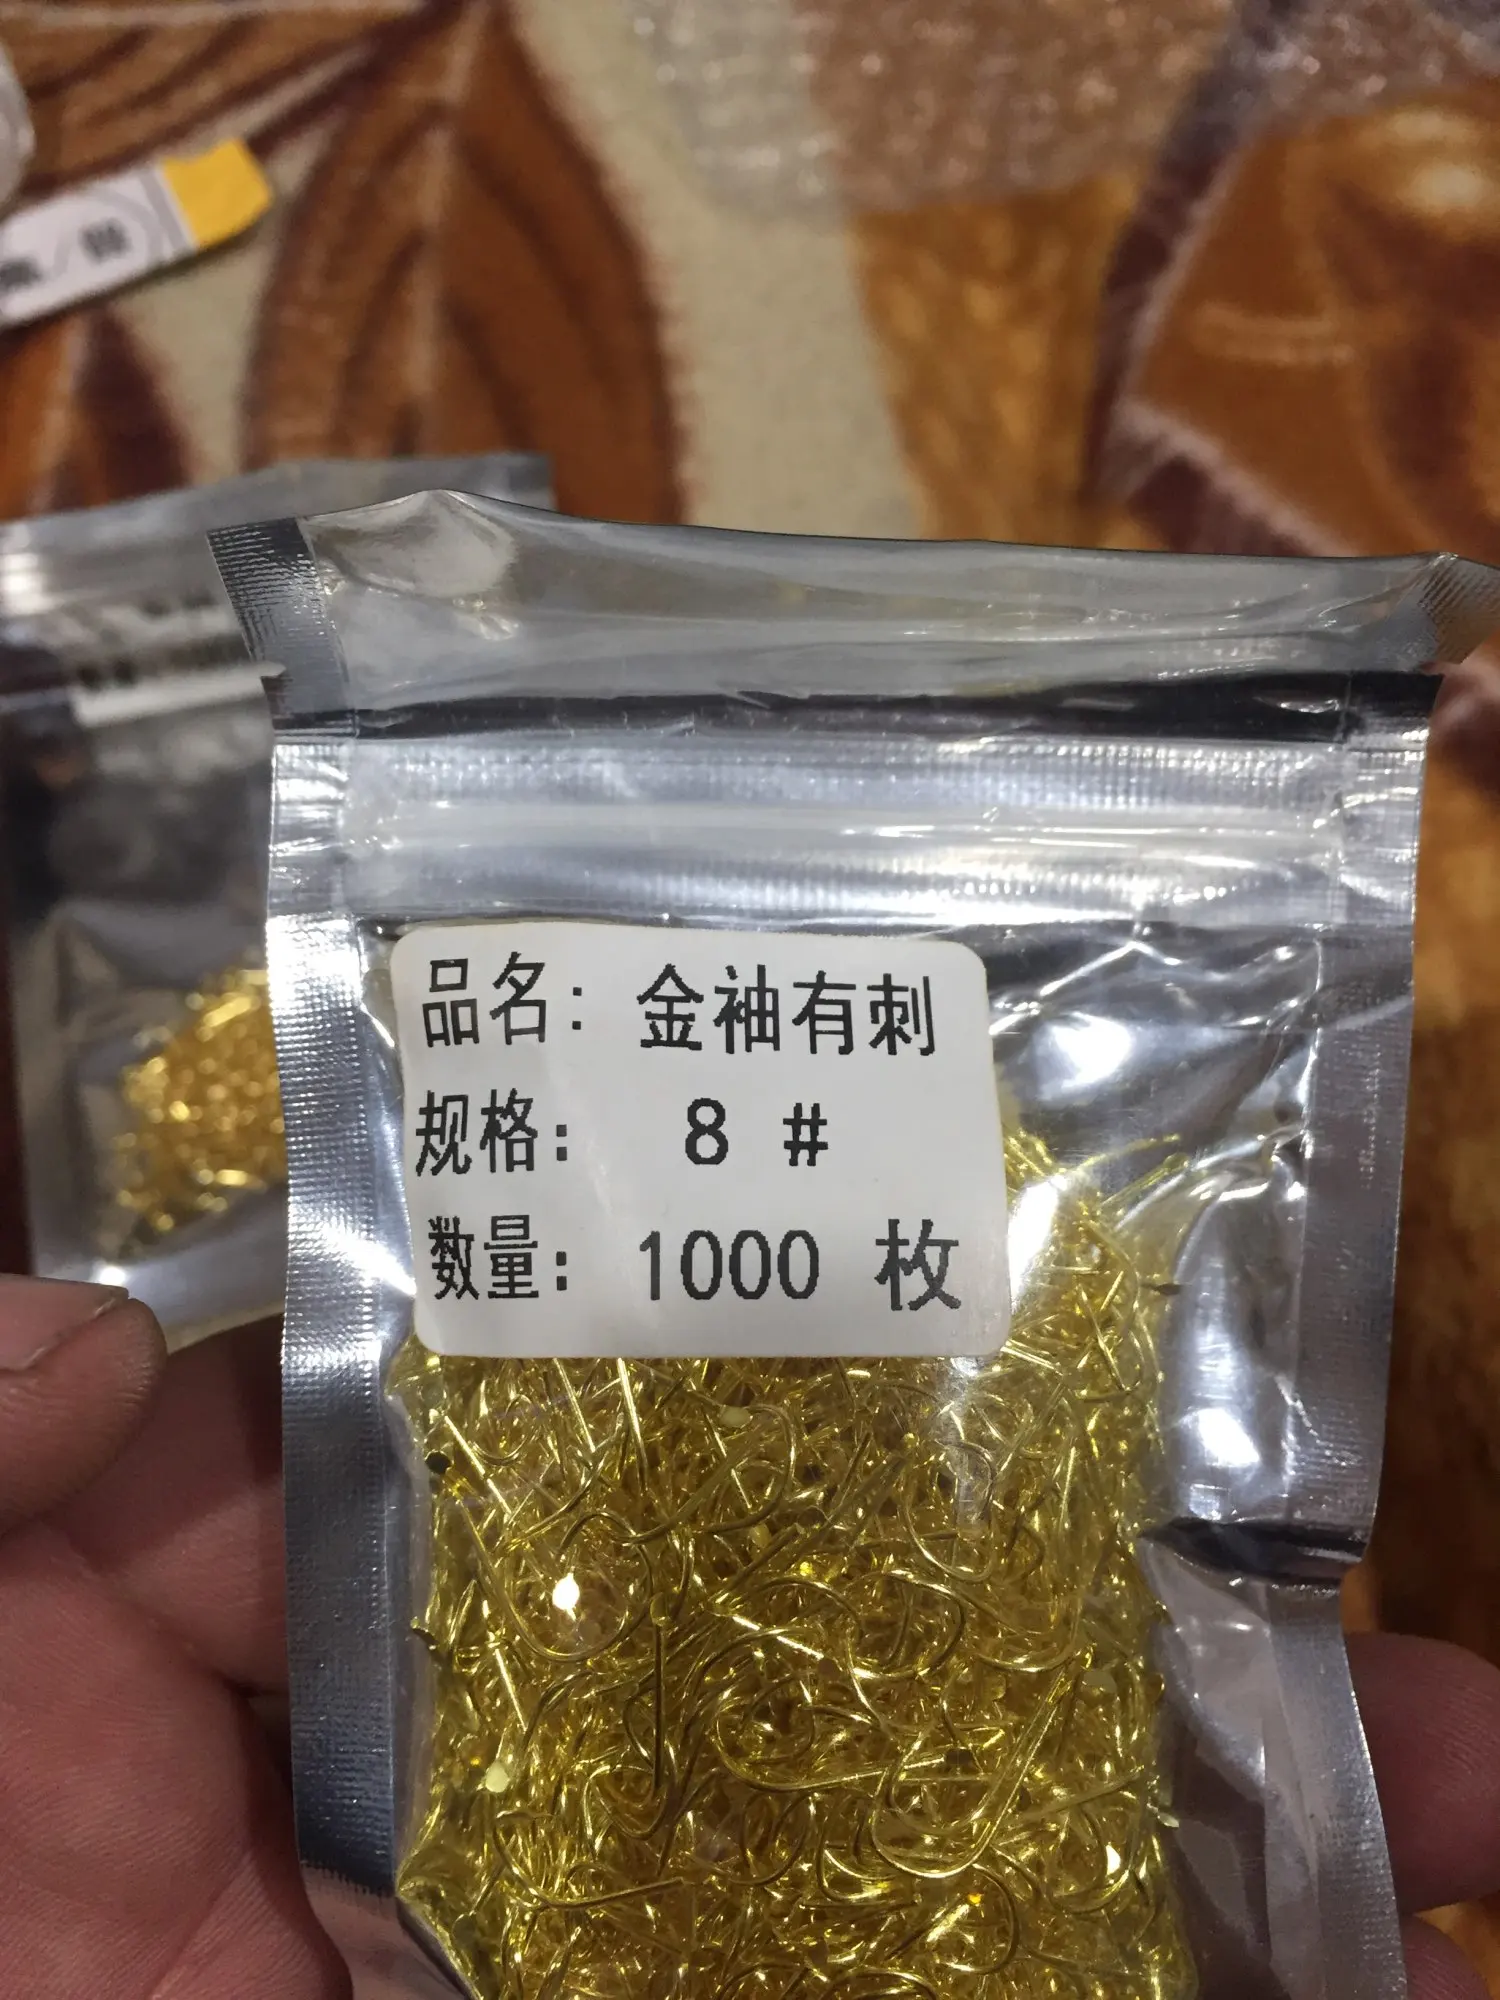 品名: 金袖有刺
规格: 8 #
数量: 1000 枚